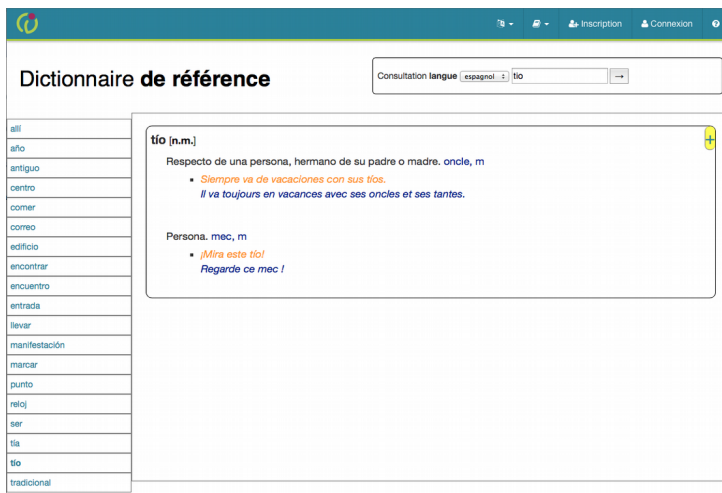 Inscription
Connexion
Dictionnaire de référence
Consultation langue espagnol tio →
allí
año
antiguo
centro
comer
correo
edificio
encontrar
encuentro
entrada
llevar
manifestación
marcar
punto
reloj
ser
tía
tío
tradicional
tío [n.m.]
+
Respecto de una persona, hermano de su padre o madre. oncle, m
Siempre va de vacaciones con sus tíos.
Il va toujours en vacances avec ses oncles et ses tantes.
Persona. mec, m
¡Mira este tío!
Regarde ce mec !